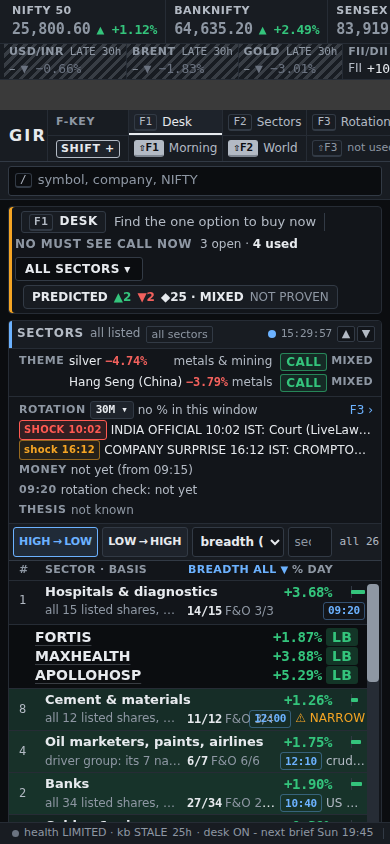 NIFTY 50 BANKNIFTY SENSEX
25,800.60 ▲ +1.12% 64,635.20 ▲ +2.49% 83,919
USD/INR LATE 30h BRENT LATE 30h GOLD LATE 30h FII/DII
– ▼ −0.66% – ▼ −1.83% – ▼ −3.01% FII +10
GIR F-KEY F1 Desk F2 Sectors F3 Rotation
SHIFT + ⇧F1 Morning ⇧F2 World ⇧F3 not used
/ symbol, company, NIFTY
F1 DESK Find the one option to buy now
NO MUST SEE CALL NOW 3 open · 4 used
ALL SECTORS ▾
PREDICTED ▲2 ▼2 ◆25 · MIXED NOT PROVEN
SECTORS all listed all sectors 15:29:57 ▲ ▼
THEME silver −4.74% metals & mining CALL MIXED
Hang Seng (China) −3.79% metals CALL MIXED
ROTATION 30M ▾ no % in this window F3 ›
SHOCK 10:02 INDIA OFFICIAL 10:02 IST: Court (LiveLaw...
shock 16:12 COMPANY SURPRISE 16:12 IST: CROMPTO...
MONEY not yet (from 09:15)
09:20 rotation check: not yet
THESIS not known
HIGH→LOW LOW→HIGH breadth ( sec all 26
# SECTOR · BASIS BREADTH ALL ▼ % DAY
1 Hospitals & diagnostics +3.68%
all 15 listed shares, ... 14/15 F&O 3/3 09:20
FORTIS +1.87% LB
MAXHEALTH +3.88% LB
APOLLOHOSP +5.29% LB
8 Cement & materials +1.26%
all 12 listed shares, ... 11/12 F&O 12:00 ⚠ NARROW
4 Oil marketers, paints, airlines +1.75%
driver group: its 7 na... 6/7 F&O 6/6 12:10 crud...
2 Banks +1.90%
all 34 listed shares, ... 27/34 F&O 2... 10:40 US ...
health LIMITED · kb STALE 25h · desk ON - next brief Sun 19:45